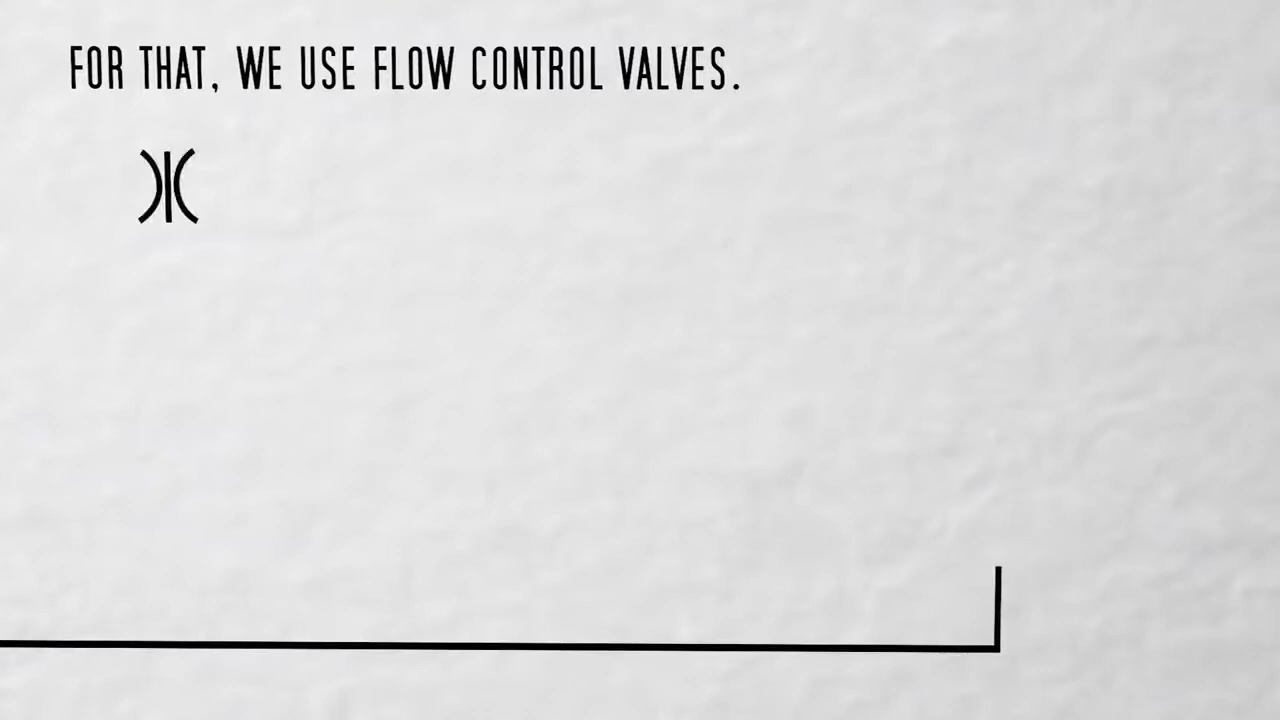 FOR THAT, WE USE FLOW CONTROL VALVES.